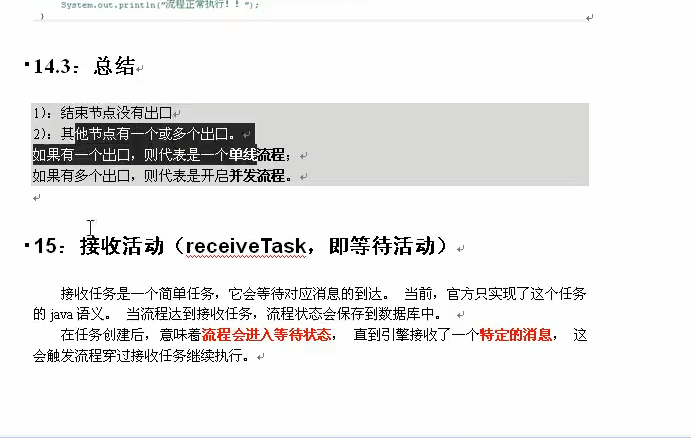 System.out.println("流程正常执行！！");
}
14.3：总结
1）：结束节点没有出口
2）：其他节点有一个或多个出口。
如果有一个出口，则代表是一个单线流程；
如果有多个出口，则代表是开启并发流程。
15：接收活动（receiveTask，即等待活动）
接收任务是一个简单任务，它会等待对应消息的到达。 当前，官方只实现了这个任务
的 java 语义。 当流程达到接收任务，流程状态会保存到数据库中。
在任务创建后，意味着流程会进入等待状态， 直到引擎接收了一个特定的消息， 这
会触发流程穿过接收任务继续执行。